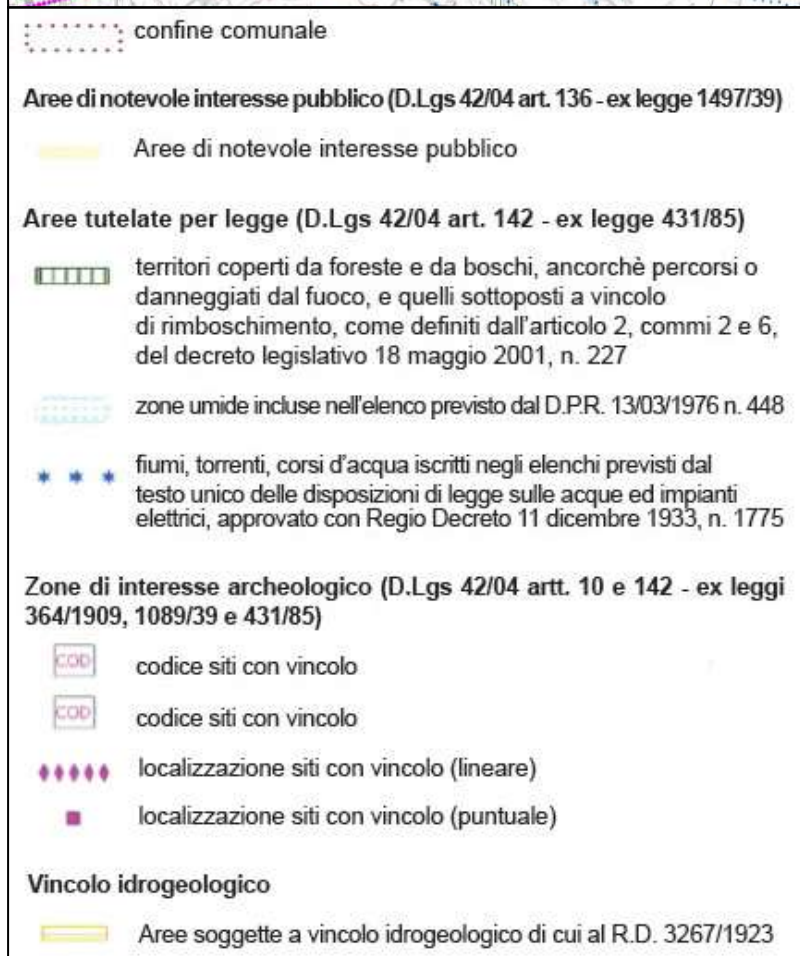 confine comunale
Aree di notevole interesse pubblico (D.Lgs 42/04 art. 136 - ex legge 1497/39)
Aree di notevole interesse pubblico
Aree tutelate per legge (D.Lgs 42/04 art. 142 - ex legge 431/85)
territori coperti da foreste e da boschi, ancorchè percorsi o
danneggiati dal fuoco, e quelli sottoposti a vincolo
di rimboschimento, come definiti dall'articolo 2, commi 2 e 6,
del decreto legislativo 18 maggio 2001, n. 227
zone umide incluse nell'elenco previsto dal D.P.R. 13/03/1976 n. 448
fiumi, torrenti, corsi d'acqua iscritti negli elenchi previsti dal
testo unico delle disposizioni di legge sulle acque ed impianti
elettrici, approvato con Regio Decreto 11 dicembre 1933, n. 1775
Zone di interesse archeologico (D.Lgs 42/04 artt. 10 e 142 - ex leggi
364/1909, 1089/39 e 431/85)
COD codice siti con vincolo
COD codice siti con vincolo
localizzazione siti con vincolo (lineare)
localizzazione siti con vincolo (puntuale)
Vincolo idrogeologico
Aree soggette a vincolo idrogeologico di cui al R.D. 3267/1923